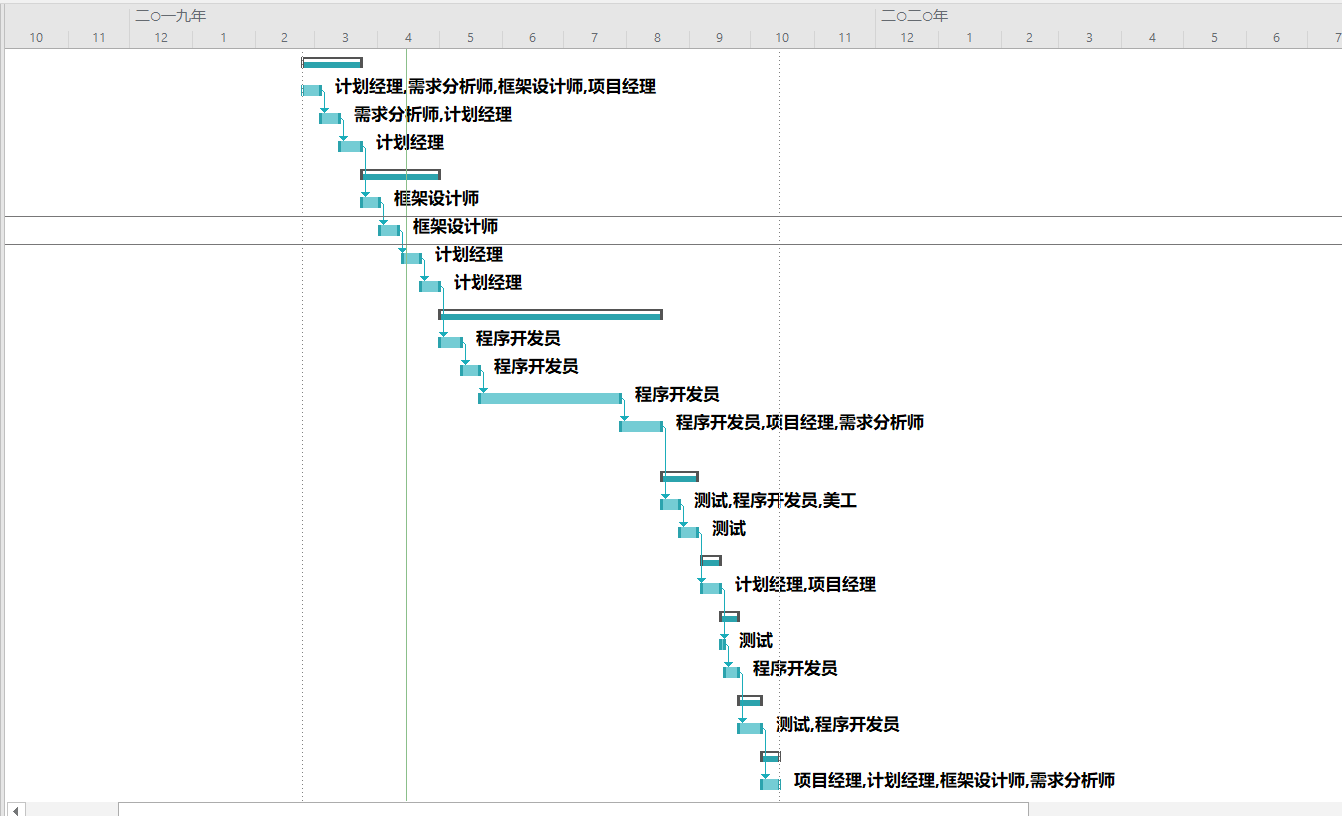 二〇一九年 二〇二〇年
10 11 12 1 2 3 4 5 6 7 8 9 10 11 12 1 2 3 4 5 6 7
计划经理,需求分析师,框架设计师,项目经理
需求分析师,计划经理
计划经理
框架设计师
框架设计师
计划经理
计划经理
程序开发员
程序开发员
程序开发员
程序开发员,项目经理,需求分析师
测试,程序开发员,美工
测试
计划经理,项目经理
测试
程序开发员
测试,程序开发员
项目经理,计划经理,框架设计师,需求分析师